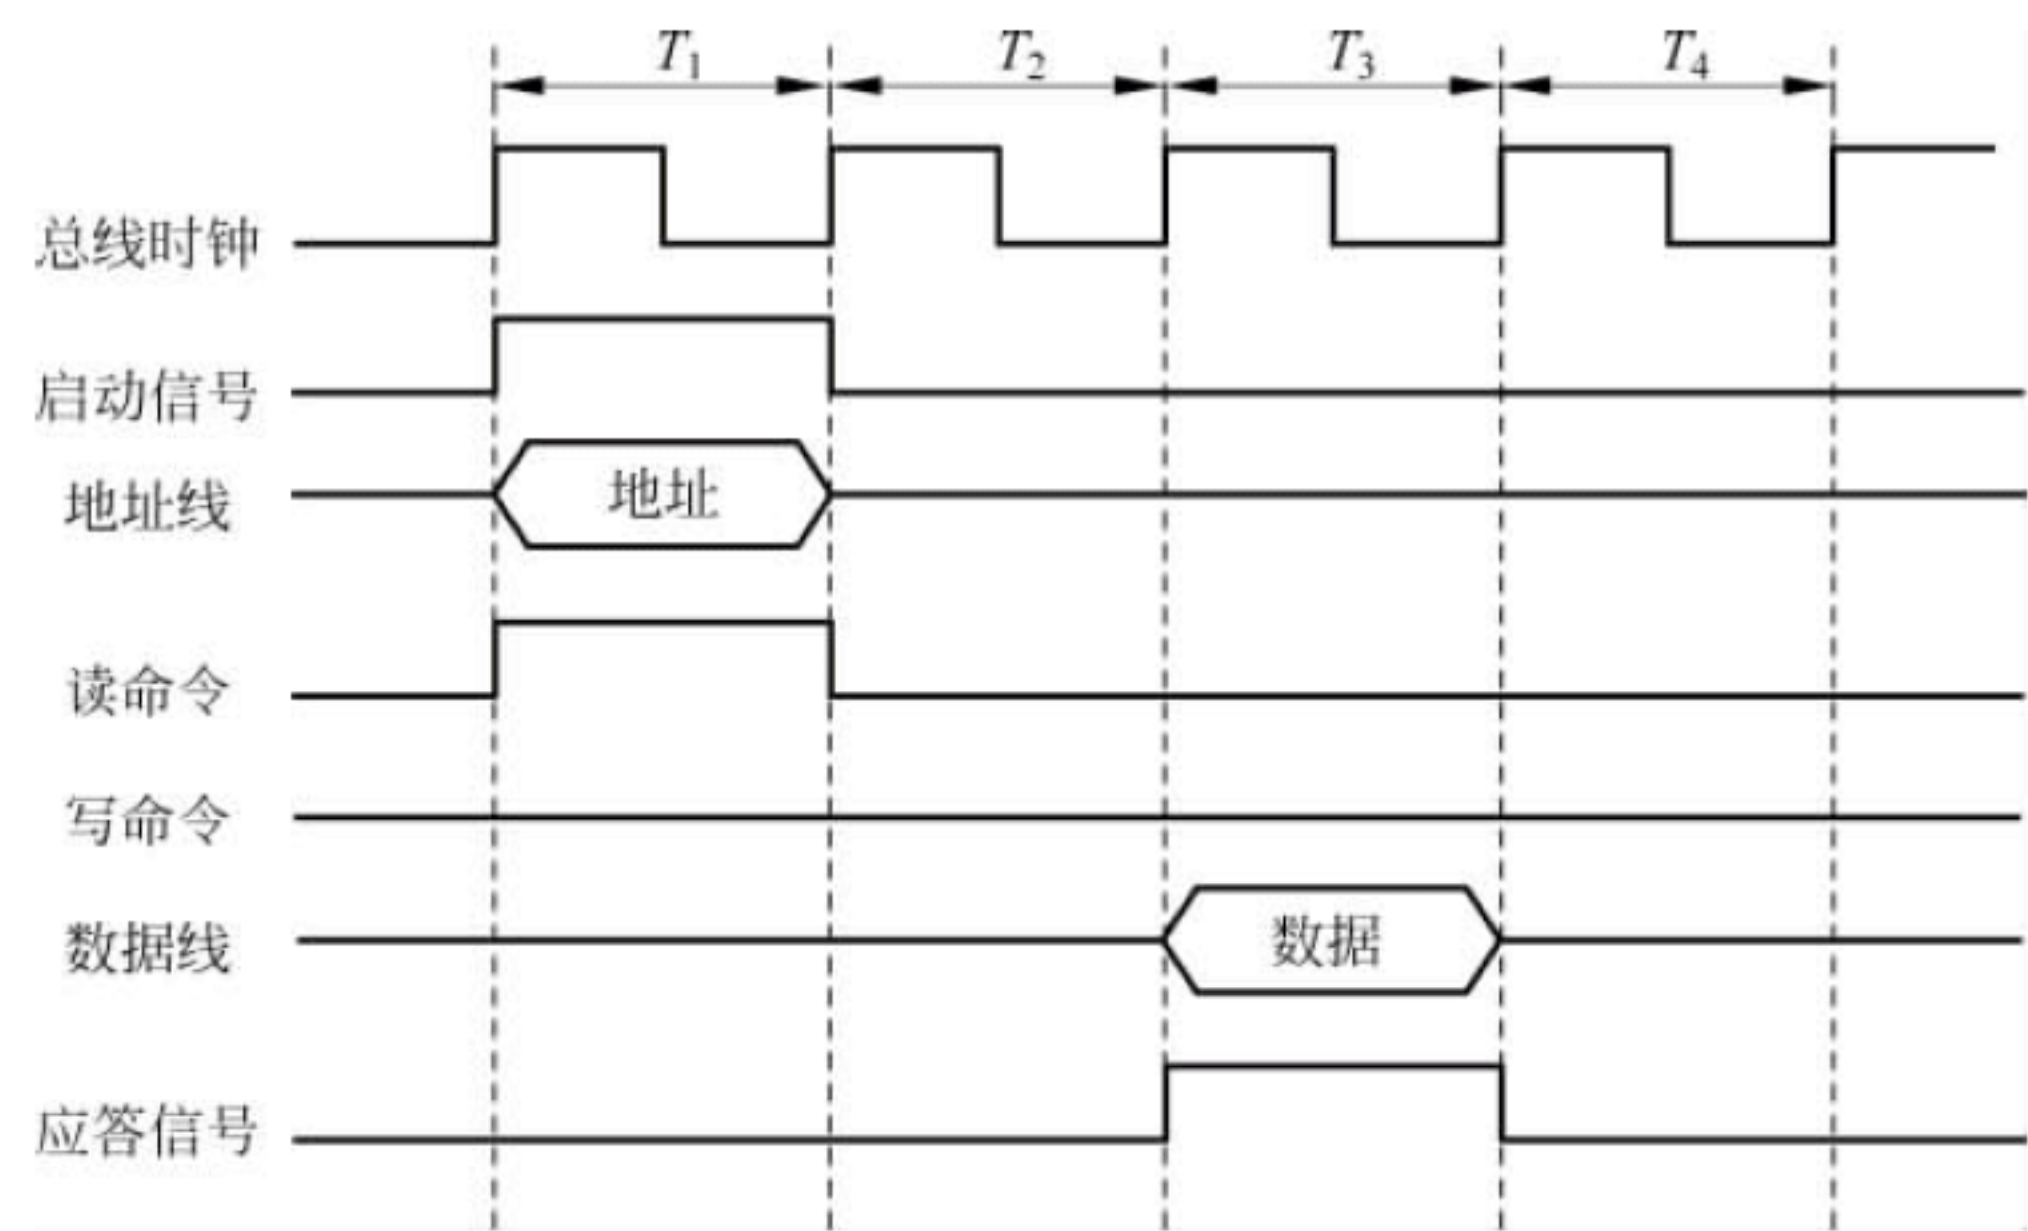 T₁ T₂ T₃ T₄
总线时钟
启动信号
地址线 地址
读命令
写命令
数据线 数据
应答信号